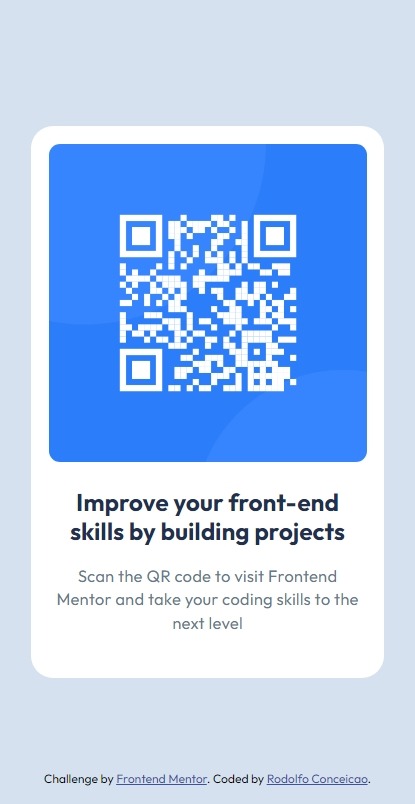 Improve your front-end
skills by building projects
Scan the QR code to visit Frontend
Mentor and take your coding skills to the
next level
Challenge by Frontend Mentor. Coded by Rodolfo Conceicao.